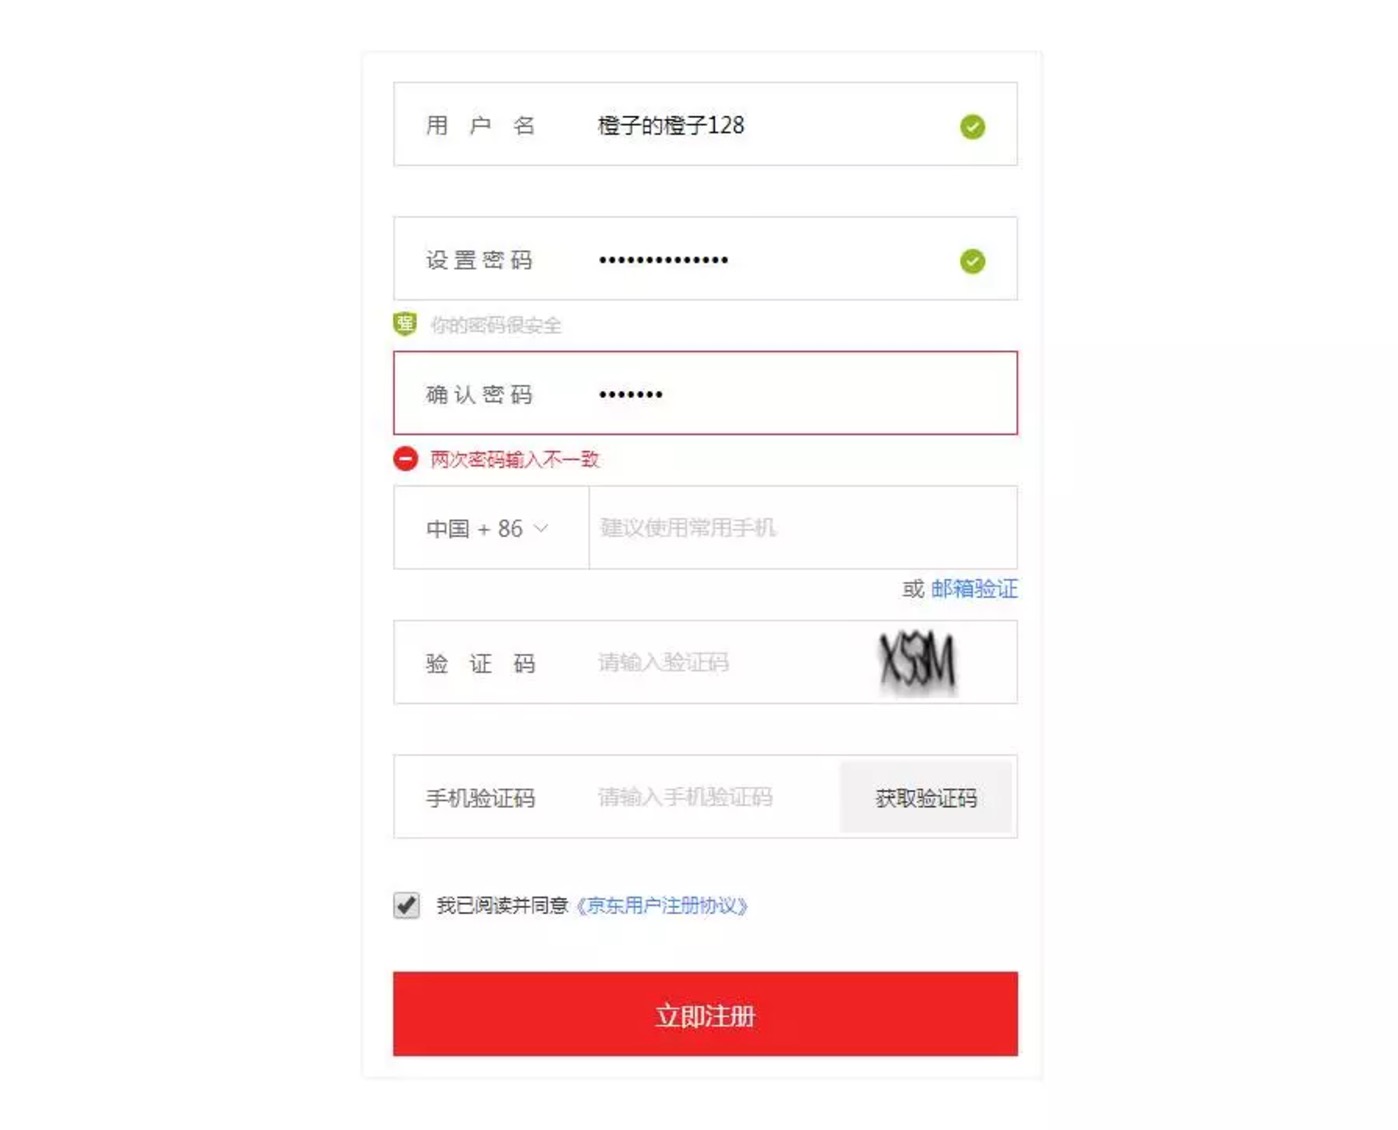 用户名 橙子的橙子128
设置密码 ••••••••••••••
强 你的密码很安全
确认密码 •••••••
两次密码输入不一致
中国 + 86 建议使用常用手机
或 邮箱验证
验证码 请输入验证码
手机验证码 请输入手机验证码 获取验证码
我已阅读并同意《京东用户注册协议》
立即注册